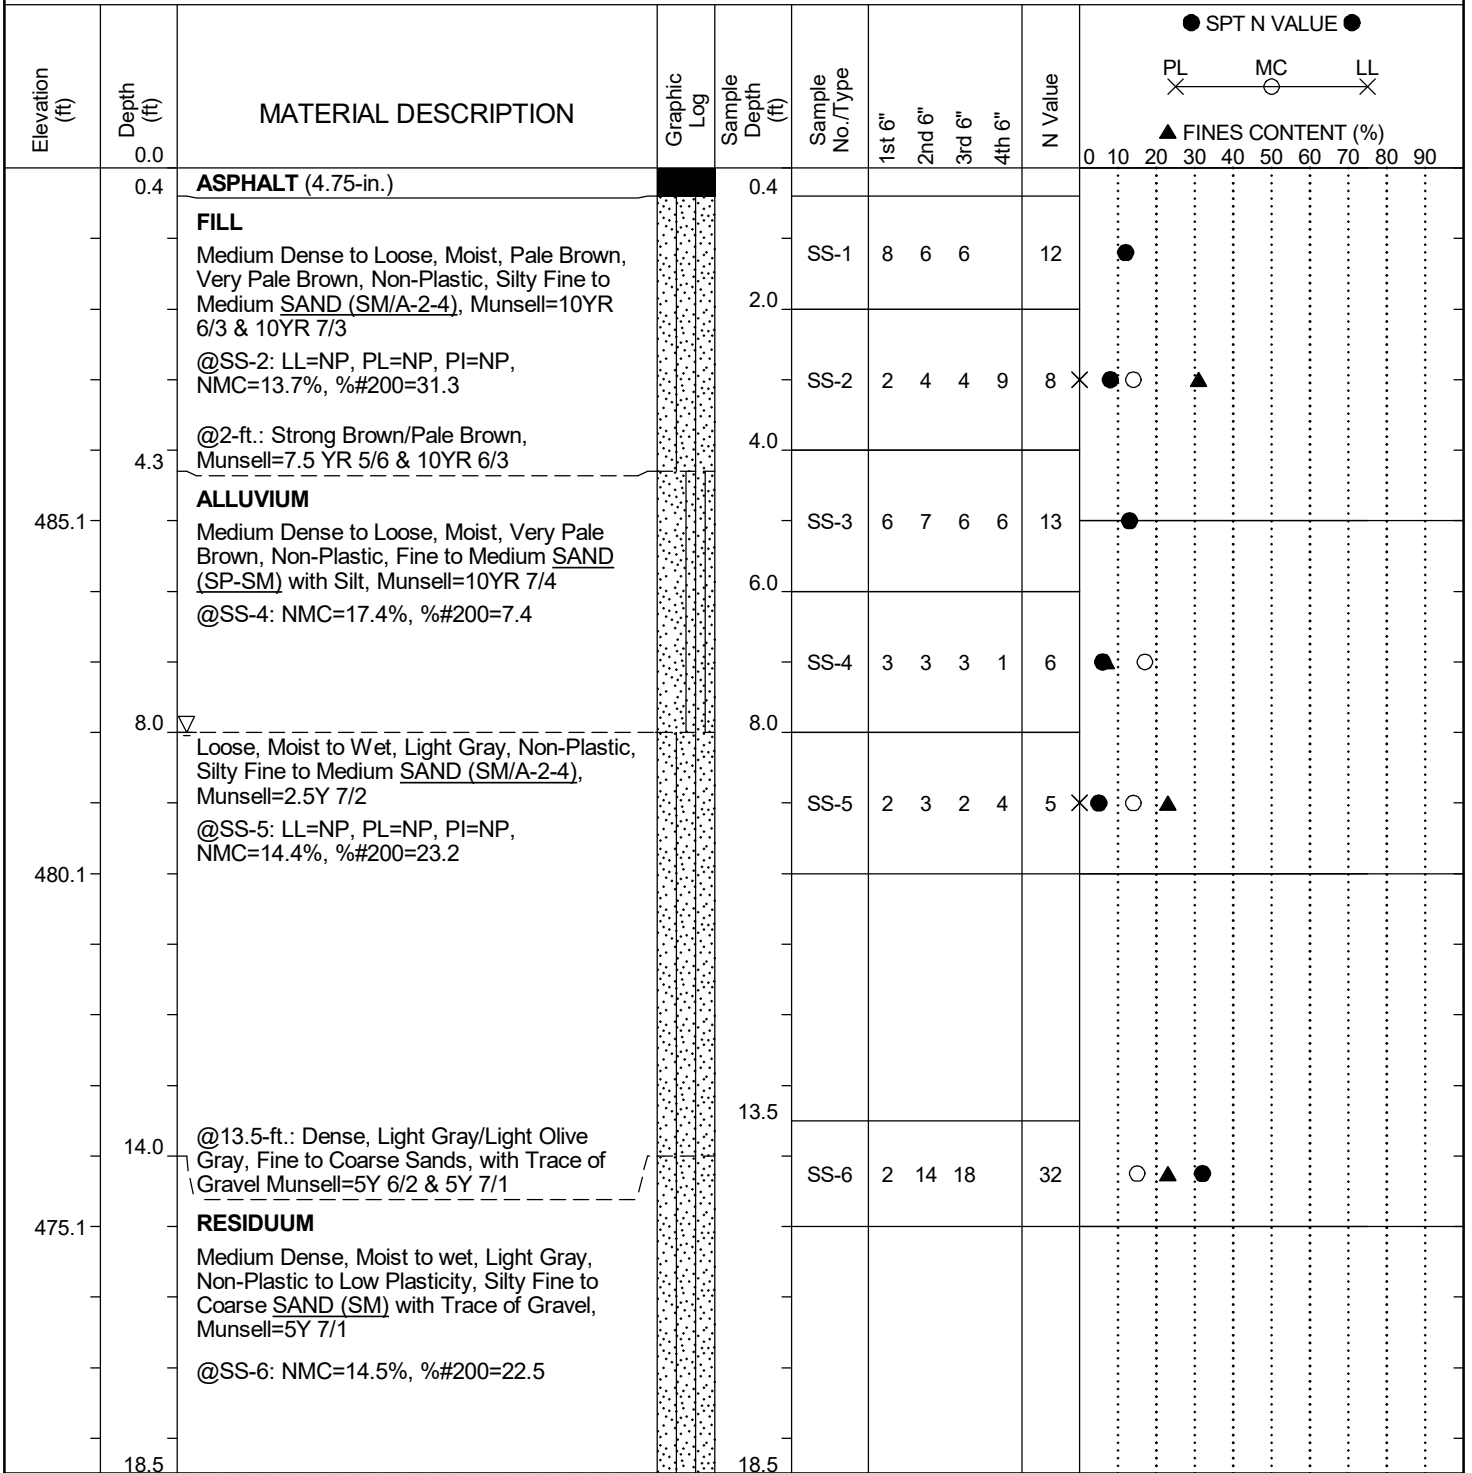 ● SPT N VALUE ●
PL MC LL
▲ FINES CONTENT (%)
0 10 20 30 40 50 60 70 80 90
Elevation (ft)
Depth (ft)
0.0
MATERIAL DESCRIPTION
Graphic Log
Sample Depth (ft)
Sample No./Type
1st 6"
2nd 6"
3rd 6"
4th 6"
N Value
0.4 ASPHALT (4.75-in.) 0.4
FILL
Medium Dense to Loose, Moist, Pale Brown,
Very Pale Brown, Non-Plastic, Silty Fine to
Medium SAND (SM/A-2-4), Munsell=10YR
6/3 & 10YR 7/3
SS-1 8 6 6 12
2.0
@SS-2: LL=NP, PL=NP, PI=NP,
NMC=13.7%, %#200=31.3
SS-2 2 4 4 9 8
@2-ft.: Strong Brown/Pale Brown,
Munsell=7.5 YR 5/6 & 10YR 6/3
4.0
4.3
ALLUVIUM
485.1
Medium Dense to Loose, Moist, Very Pale
Brown, Non-Plastic, Fine to Medium SAND
(SP-SM) with Silt, Munsell=10YR 7/4
SS-3 6 7 6 6 13
6.0
@SS-4: NMC=17.4%, %#200=7.4
SS-4 3 3 3 1 6
8.0 8.0
Loose, Moist to Wet, Light Gray, Non-Plastic,
Silty Fine to Medium SAND (SM/A-2-4),
Munsell=2.5Y 7/2
@SS-5: LL=NP, PL=NP, PI=NP,
NMC=14.4%, %#200=23.2
SS-5 2 3 2 4 5
480.1
13.5
14.0
@13.5-ft.: Dense, Light Gray/Light Olive
Gray, Fine to Coarse Sands, with Trace of
Gravel Munsell=5Y 6/2 & 5Y 7/1
SS-6 2 14 18 32
475.1
RESIDUUM
Medium Dense, Moist to wet, Light Gray,
Non-Plastic to Low Plasticity, Silty Fine to
Coarse SAND (SM) with Trace of Gravel,
Munsell=5Y 7/1
@SS-6: NMC=14.5%, %#200=22.5
18.5 18.5